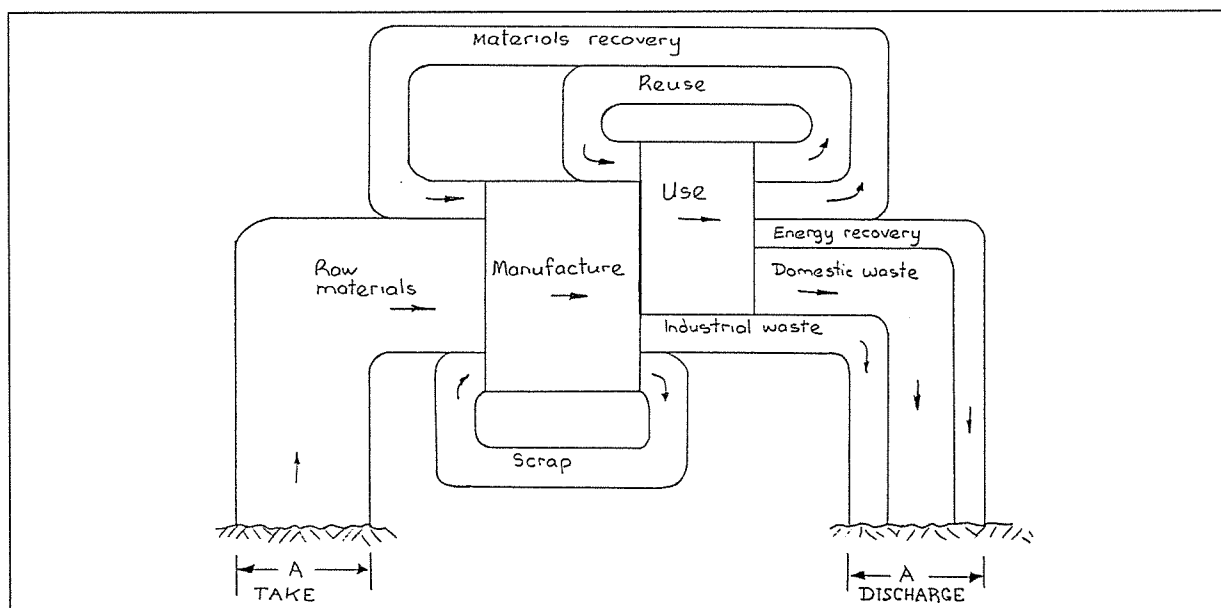 Materials recovery
Reuse
Use
Energy recovery
Raw
materials
Manufacture
Domestic waste
Industrial waste
Scrap
A
TAKE
A
DISCHARGE